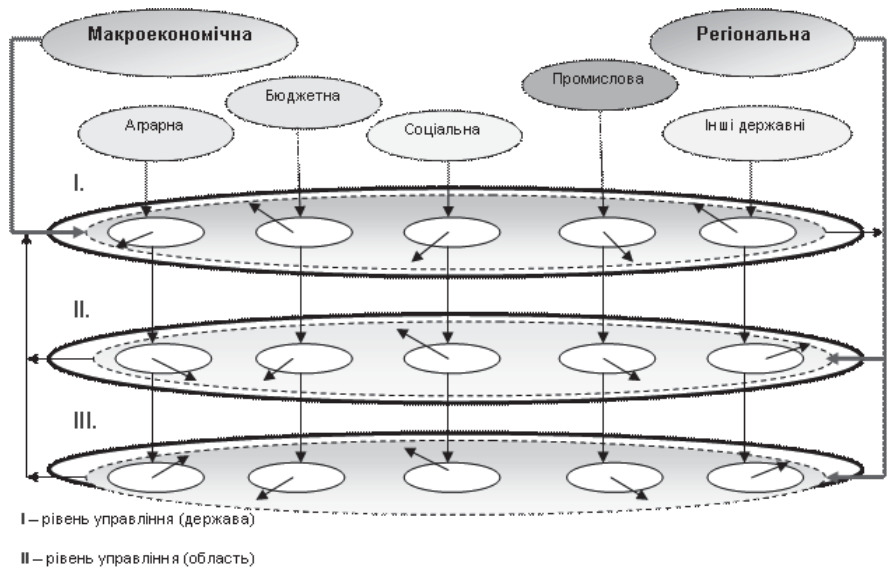 Макроекономічна
Регіональна
Промислова
Бюджетна
Аграрна
Соціальна
Інші державні
I.
II.
III.
I – рівень управління (держава)
II – рівень управління (область)